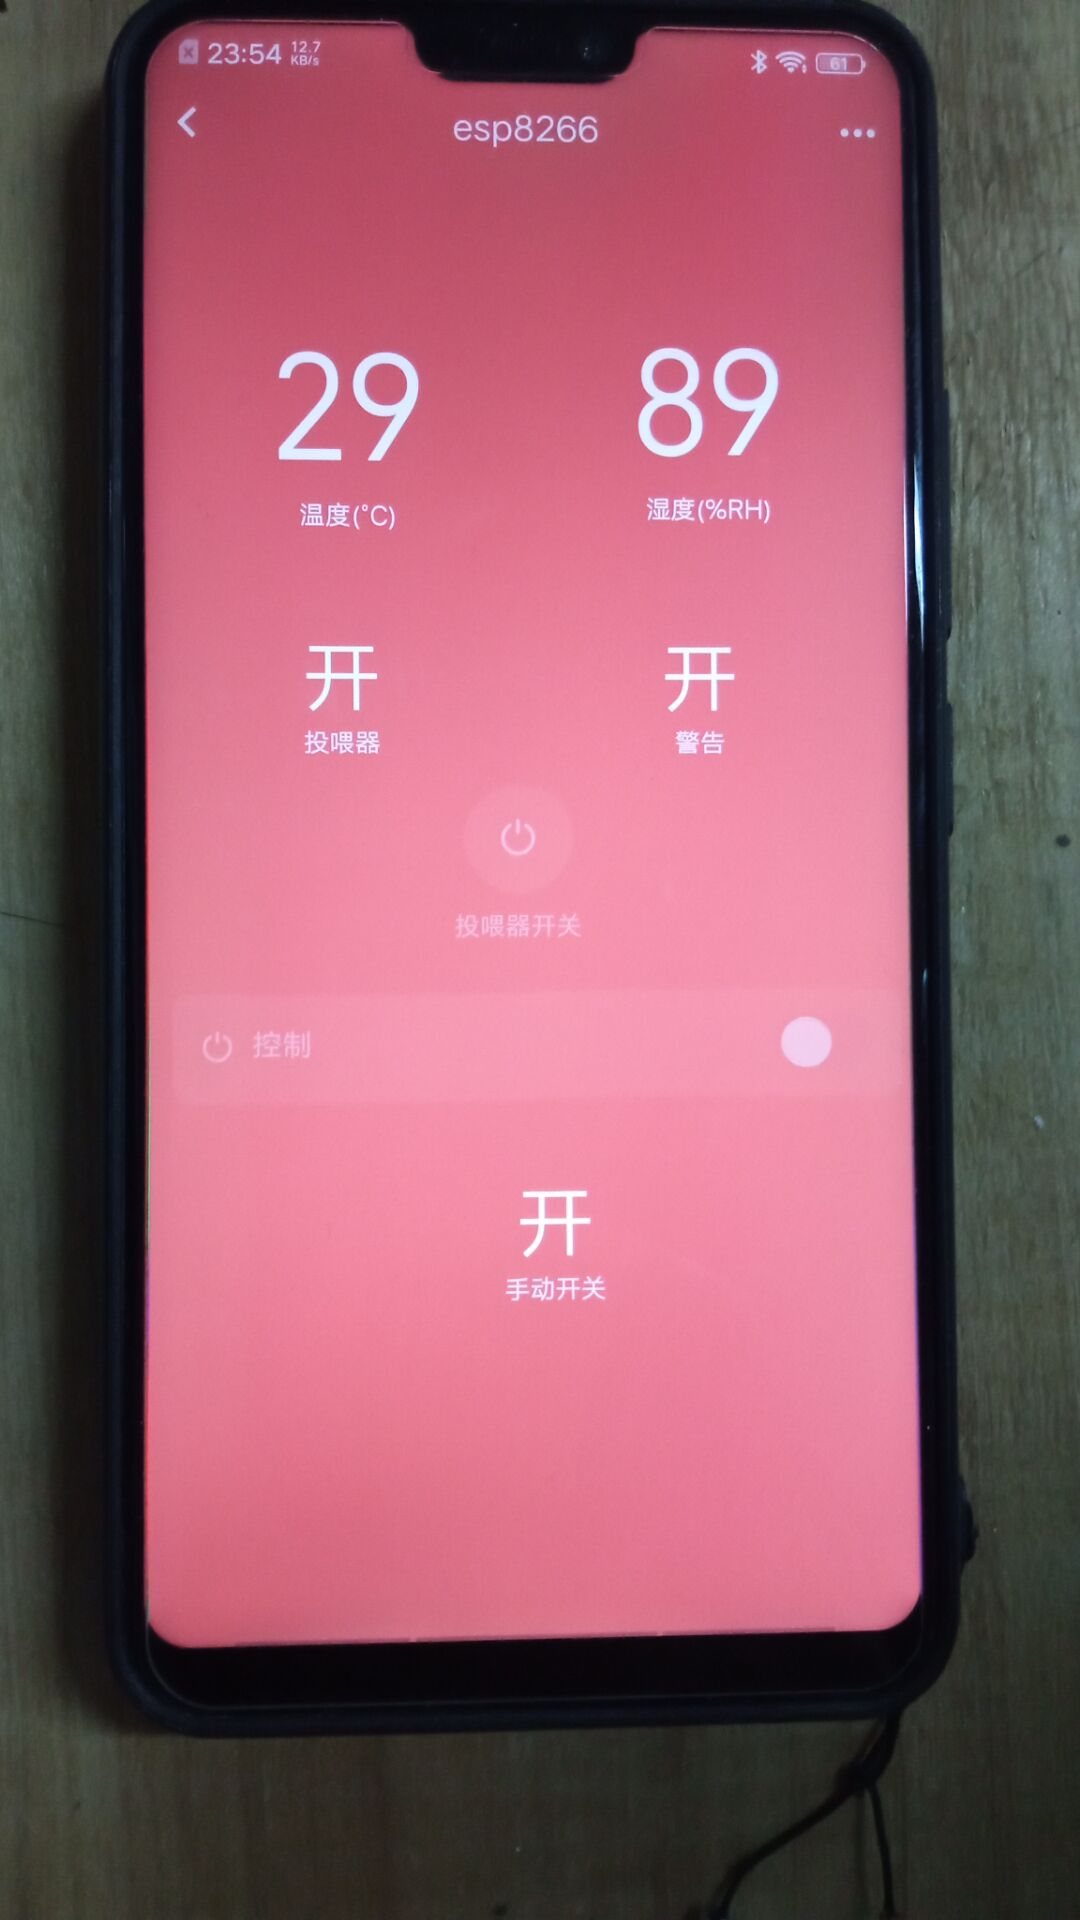 23:54 12.7 KB/s 61
esp8266
29 89
温度(°C) 湿度(%RH)
开 开
投喂器 警告
投喂器开关
控制
开
手动开关